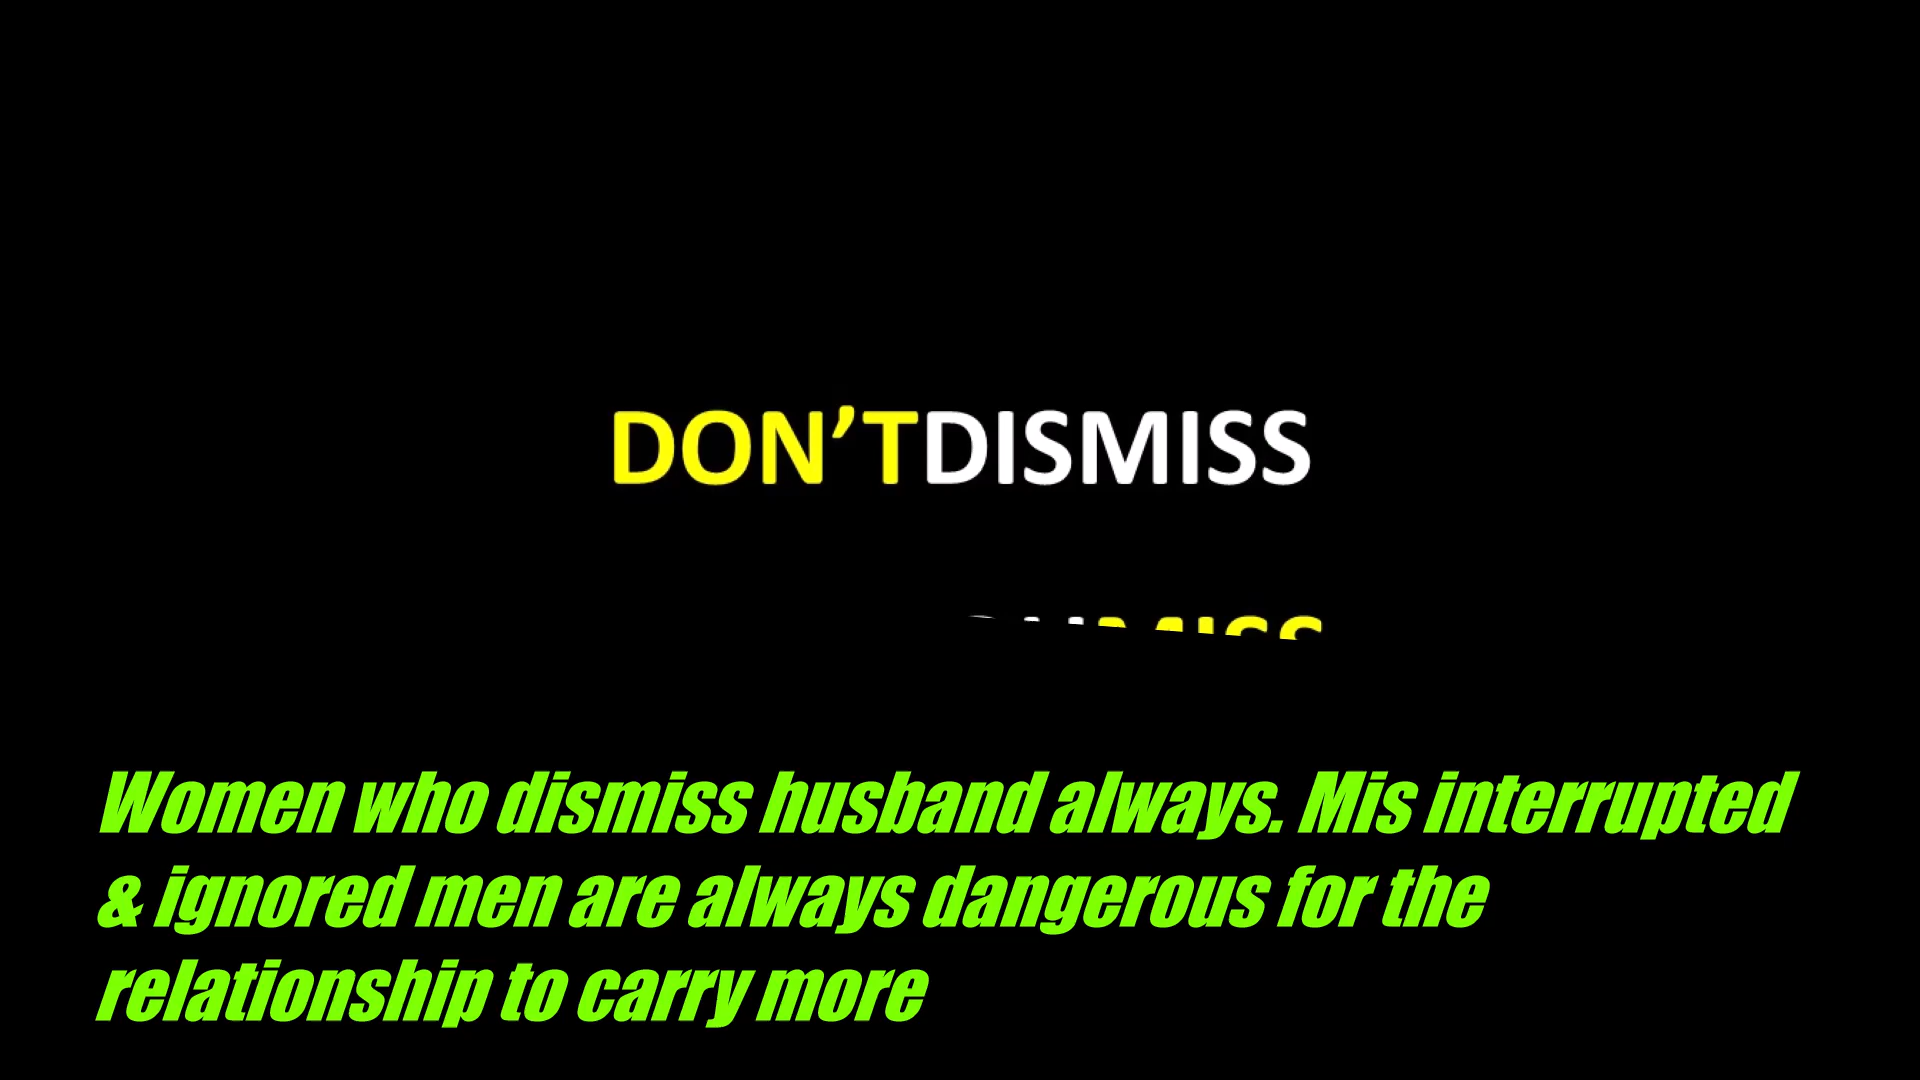 DON'TDISMISS
Women who dismiss husband always. Mis interrupted
& ignored men are always dangerous for the
relationship to carry more